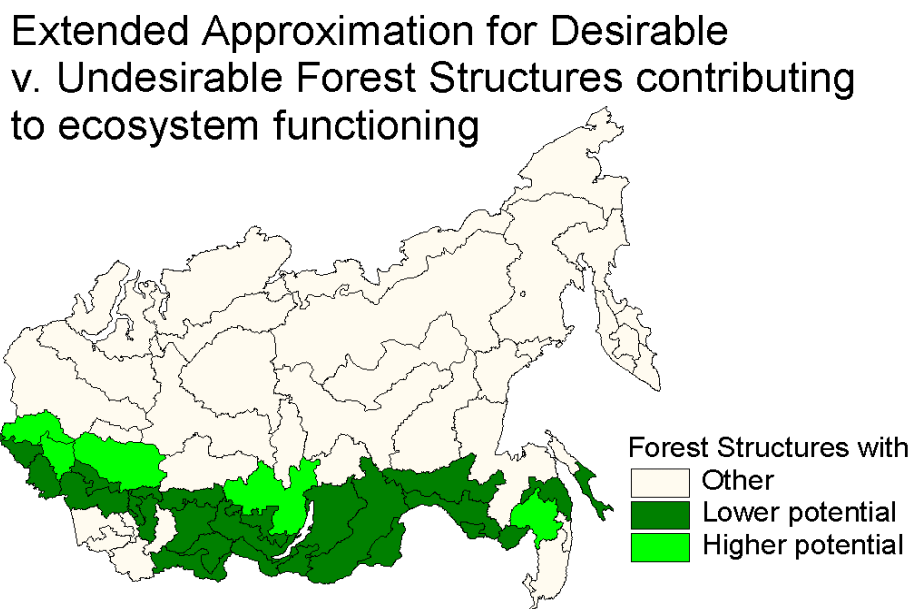 Extended Approximation for Desirable
v. Undesirable Forest Structures contributing
to ecosystem functioning
Forest Structures with
Other
Lower potential
Higher potential